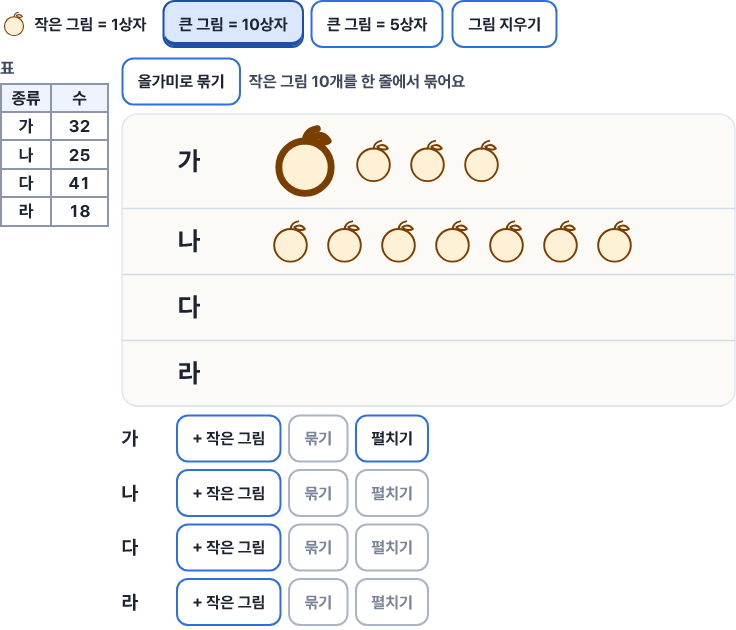 작은 그림 = 1상자
큰 그림 = 10상자
큰 그림 = 5상자
그림 지우기
표
종류 수
가 32
나 25
다 41
라 18
올가미로 묶기
작은 그림 10개를 한 줄에서 묶어요
가
나
다
라
가 + 작은 그림 묶기 펼치기
나 + 작은 그림 묶기 펼치기
다 + 작은 그림 묶기 펼치기
라 + 작은 그림 묶기 펼치기